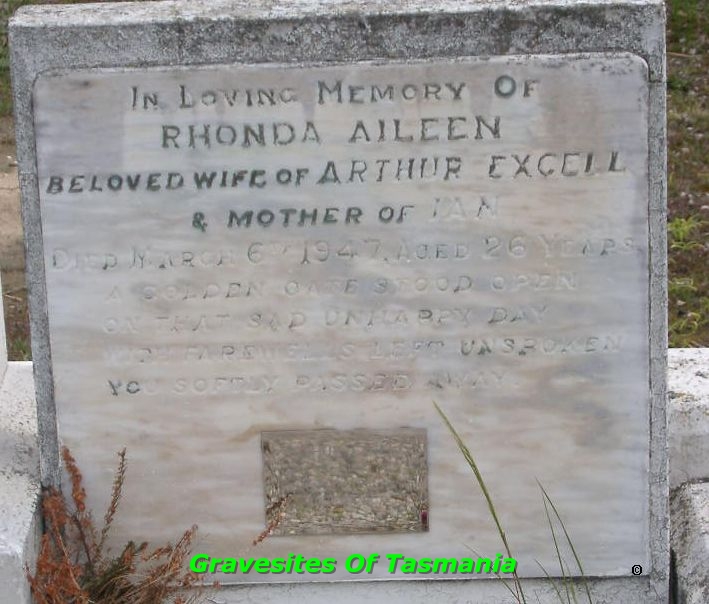 In Loving Memory Of
RHONDA AILEEN
BELOVED WIFE OF ARTHUR EXCELL
& MOTHER OF IAN
Died March 6th 1947, Aged 26 Years
A GOLDEN GATE STOOD OPEN
ON THAT SAD UNHAPPY DAY
WITH FAREWELLS LEFT UNSPOKEN
YOU SOFTLY PASSED AWAY.
Gravesites Of Tasmania
©